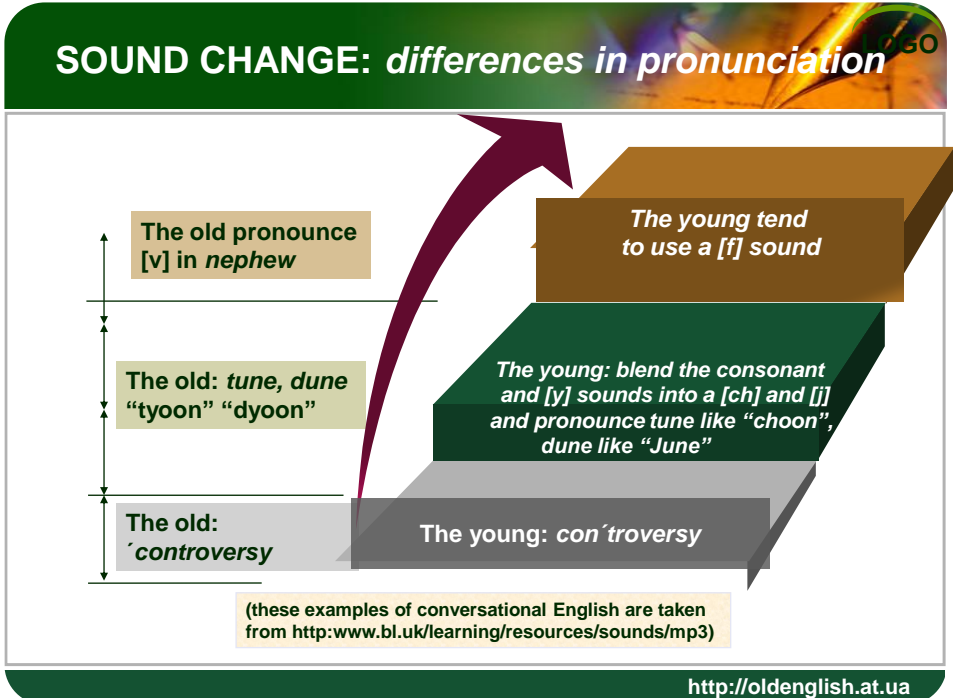 LOGO
SOUND CHANGE: differences in pronunciation
The old pronounce
[v] in nephew
The young tend
to use a [f] sound
The old: tune, dune
“tyoon” “dyoon”
The young: blend the consonant
and [y] sounds into a [ch] and [j]
and pronounce tune like “choon”,
dune like “June”
The old:
´controversy
The young: con´troversy
(these examples of conversational English are taken
from http:www.bl.uk/learning/resources/sounds/mp3)
http://oldenglish.at.ua